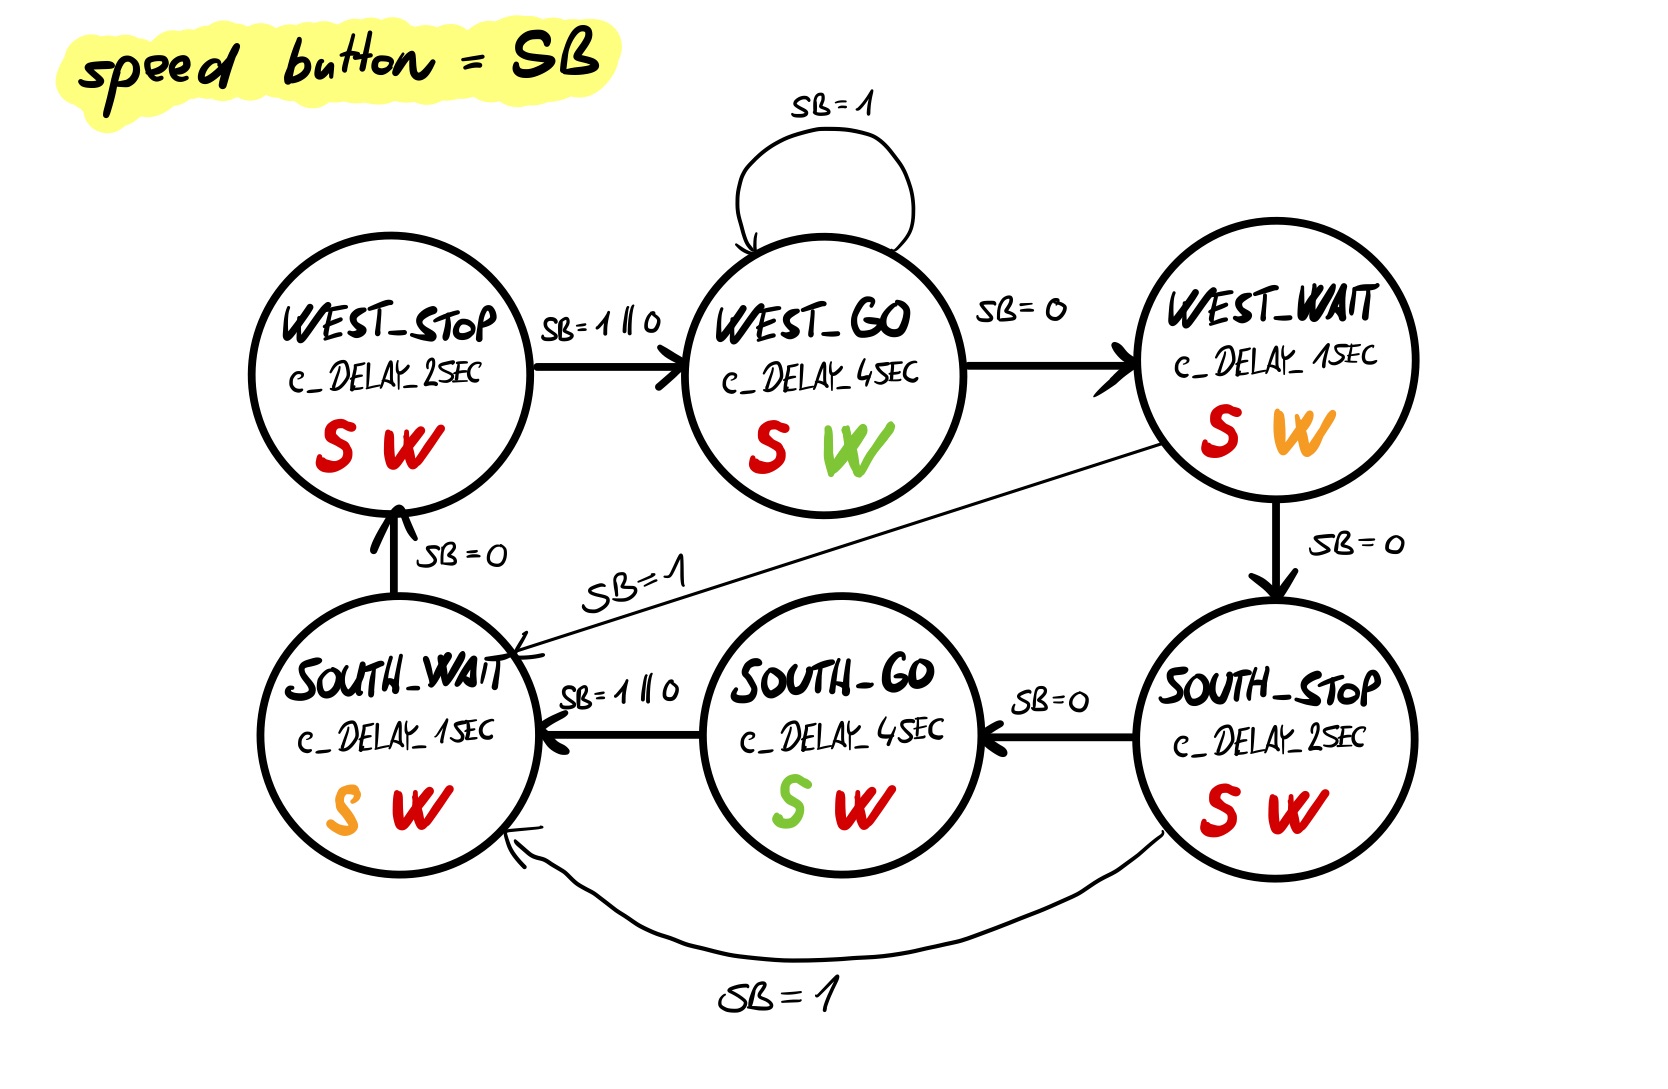 speed button = SB
SB=1
WEST_STOP
c_DELAY_2SEC
S W
SB=1 || 0
WEST_GO
c_DELAY_4SEC
S W
SB=0
WEST_WAIT
c_DELAY_1SEC
S W
SB=0
SB=1
SB=0
SOUTH_WAIT
c_DELAY_1SEC
S W
SB=1 || 0
SOUTH_GO
c_DELAY_4SEC
S W
SB=0
SOUTH_STOP
c_DELAY_2SEC
S W
SB=1